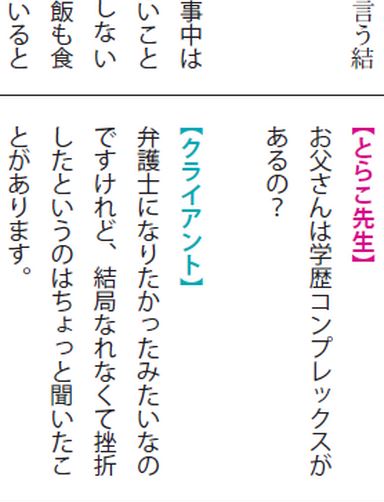 言う結
事中は
いこと
しない
飯も食
いると
【とらこ先生】
お父さんは学歴コンプレックスが
あるの？
【クライアント】
弁護士になりたかったみたいなの
ですけれど、結局なれなくて挫折
したというのはちょっと聞いたこ
とがあります。